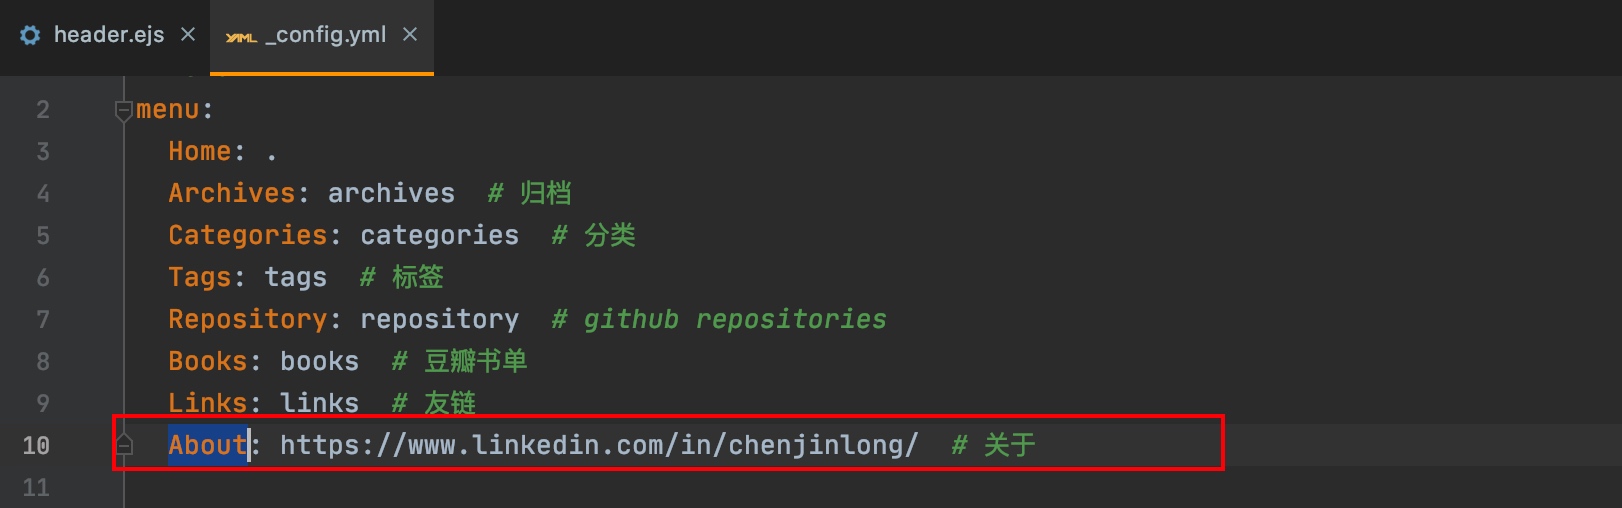 header.ejs × YAML _config.yml ×
2 menu:
3 Home: .
4 Archives: archives  # 归档
5 Categories: categories  # 分类
6 Tags: tags  # 标签
7 Repository: repository  # github repositories
8 Books: books  # 豆瓣书单
9 Links: links  # 友链
10 About: https://www.linkedin.com/in/chenjinlong/  # 关于
11